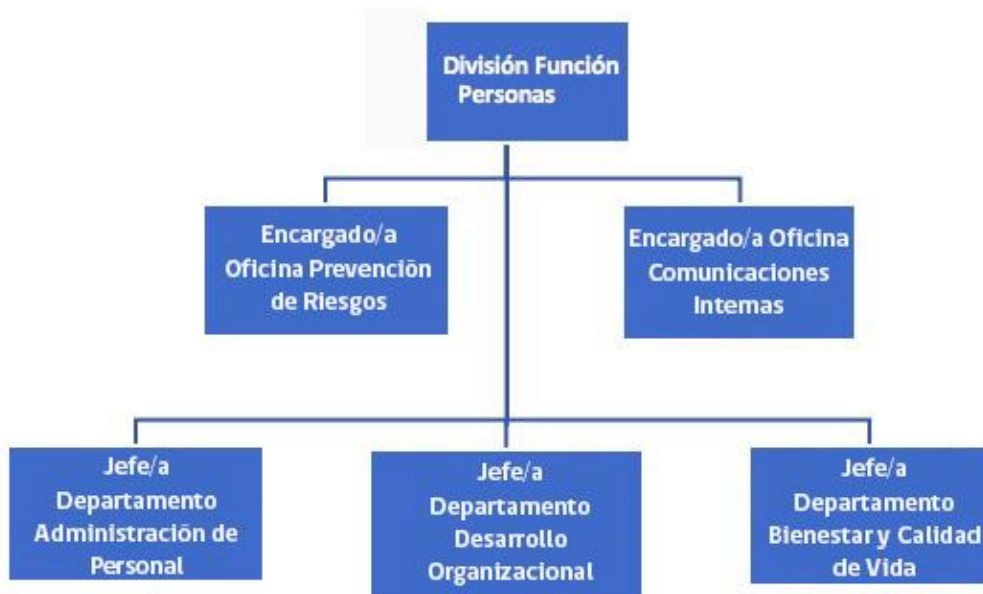 División Función
Personas
Encargado/a
Oficina Prevención
de Riesgos
Encargado/a Oficina
Comunicaciones
Internas
Jefe/a
Departamento
Administración de
Personal
Jefe/a
Departamento
Desarrollo
Organizacional
Jefe/a
Departamento
Bienestar y Calidad
de Vida